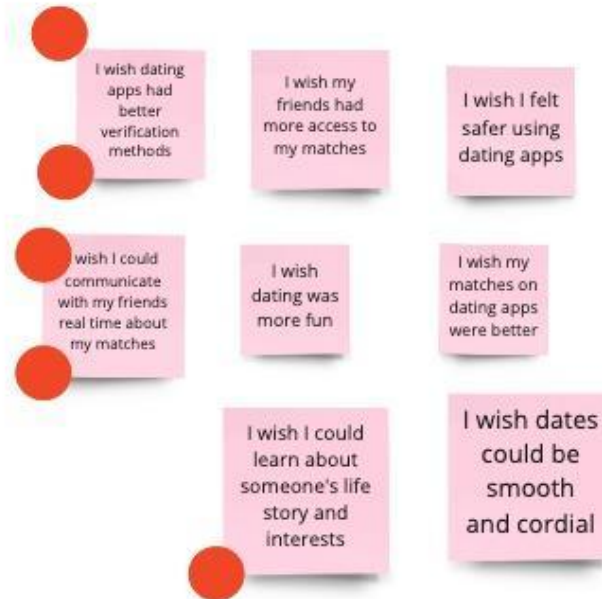 I wish dating
apps had
better
verification
methods
I wish my
friends had
more access to
my matches
I wish I felt
safer using
dating apps
wish I could
communicate
with my friends
real time about
my matches
I wish
dating was
more fun
I wish my
matches on
dating apps
were better
I wish I could
learn about
someone's life
story and
interests
I wish dates
could be
smooth
and cordial